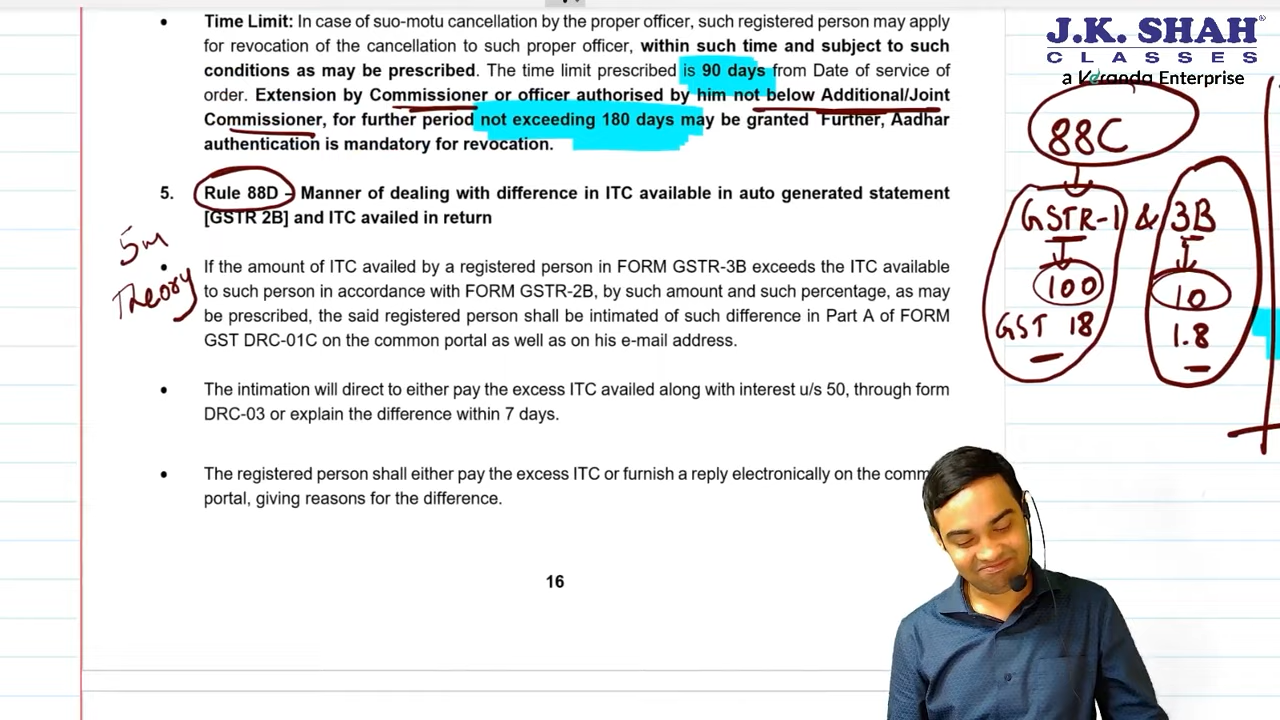 • Time Limit: In case of suo-motu cancellation by the proper officer, such registered person may apply
for revocation of the cancellation to such proper officer, within such time and subject to such
conditions as may be prescribed. The time limit prescribed is 90 days from Date of service of
order. Extension by Commissioner or officer authorised by him not below Additional/Joint
Commissioner, for further period not exceeding 180 days may be granted Further, Aadhar
authentication is mandatory for revocation.
5. Rule 88D – Manner of dealing with difference in ITC available in auto generated statement
[GSTR 2B] and ITC availed in return
5m
Theory
• If the amount of ITC availed by a registered person in FORM GSTR-3B exceeds the ITC available
to such person in accordance with FORM GSTR-2B, by such amount and such percentage, as may
be prescribed, the said registered person shall be intimated of such difference in Part A of FORM
GST DRC-01C on the common portal as well as on his e-mail address.
• The intimation will direct to either pay the excess ITC availed along with interest u/s 50, through form
DRC-03 or explain the difference within 7 days.
• The registered person shall either pay the excess ITC or furnish a reply electronically on the
portal, giving reasons for the difference.
16
J.K. SHAH
CLASSES
a Veranda Enterprise
88C
GSTR-1 & 3B
100 10
GST 18 1.8